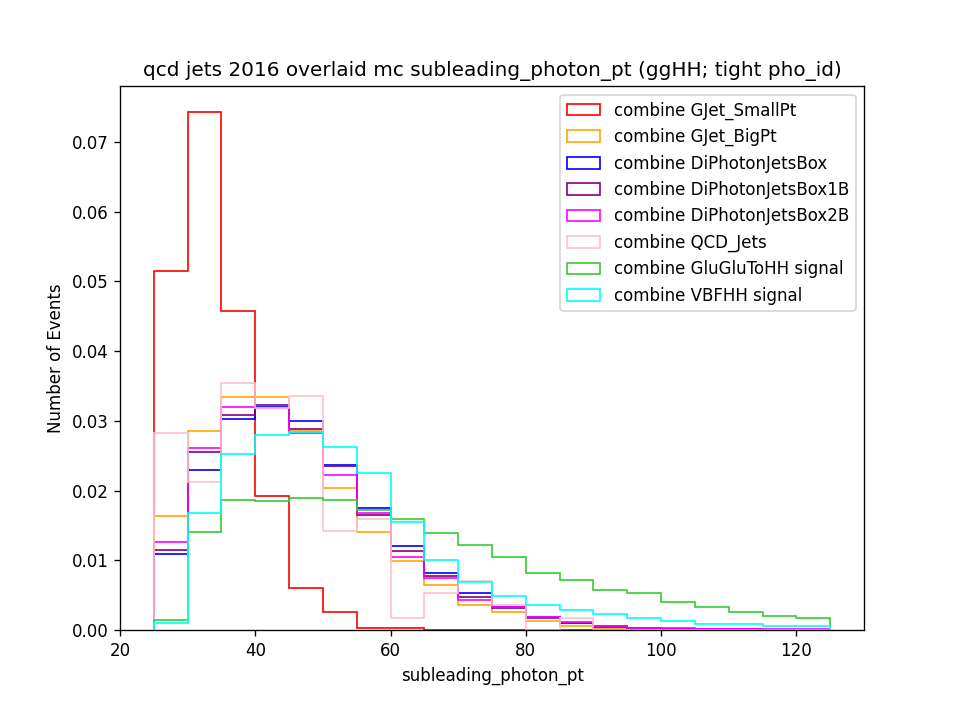 qcd jets 2016 overlaid mc subleading_photon_pt (ggHH; tight pho_id)
combine GJet_SmallPt
combine GJet_BigPt
combine DiPhotonJetsBox
combine DiPhotonJetsBox1B
combine DiPhotonJetsBox2B
combine QCD_Jets
combine GluGluToHH signal
combine VBFHH signal
Number of Events
0.07
0.06
0.05
0.04
0.03
0.02
0.01
0.00
20
40
60
80
100
120
subleading_photon_pt